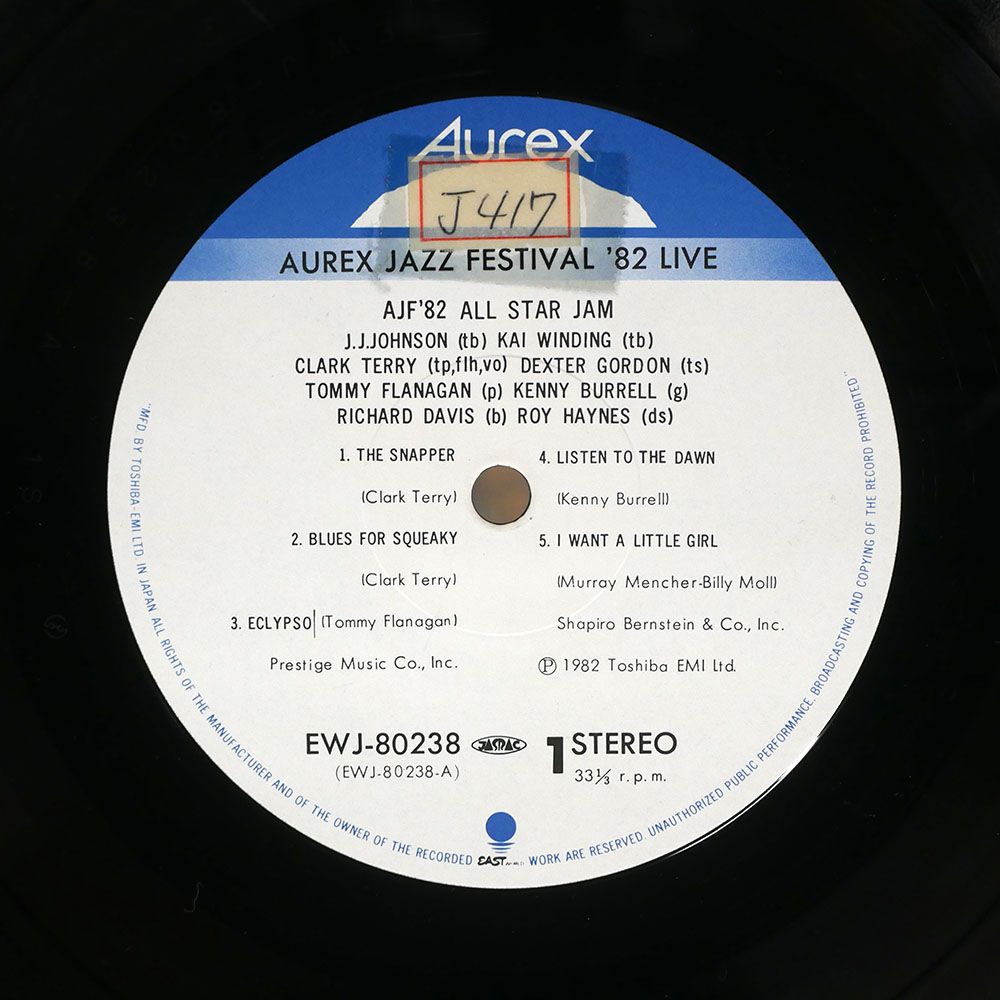 Aurex
J417
AUREX JAZZ FESTIVAL '82 LIVE
AJF'82 ALL STAR JAM
J.J.JOHNSON (tb) KAI WINDING (tb)
CLARK TERRY (tp,flh,vo) DEXTER GORDON (ts)
TOMMY FLANAGAN (p) KENNY BURRELL (g)
RICHARD DAVIS (b) ROY HAYNES (ds)
1. THE SNAPPER
(Clark Terry)
2. BLUES FOR SQUEAKY
(Clark Terry)
3. ECLYPSO (Tommy Flanagan)
Prestige Music Co., Inc.
4. LISTEN TO THE DAWN
(Kenny Burrell)
5. I WANT A LITTLE GIRL
(Murray Mencher-Billy Moll)
Shapiro Bernstein & Co., Inc.
Ⓟ 1982 Toshiba EMI Ltd.
EWJ-80238 JASRAC 1 STEREO
(EWJ-80238-A) 33⅓ r.p.m.
"MFD. BY TOSHIBA-EMI LTD. IN JAPAN ALL RIGHTS OF THE MANUFACTURER AND OF THE OWNER OF THE RECORDED WORK ARE RESERVED. UNAUTHORIZED PUBLIC PERFORMANCE, BROADCASTING AND COPYING OF THE RECORD PROHIBITED."
EAST